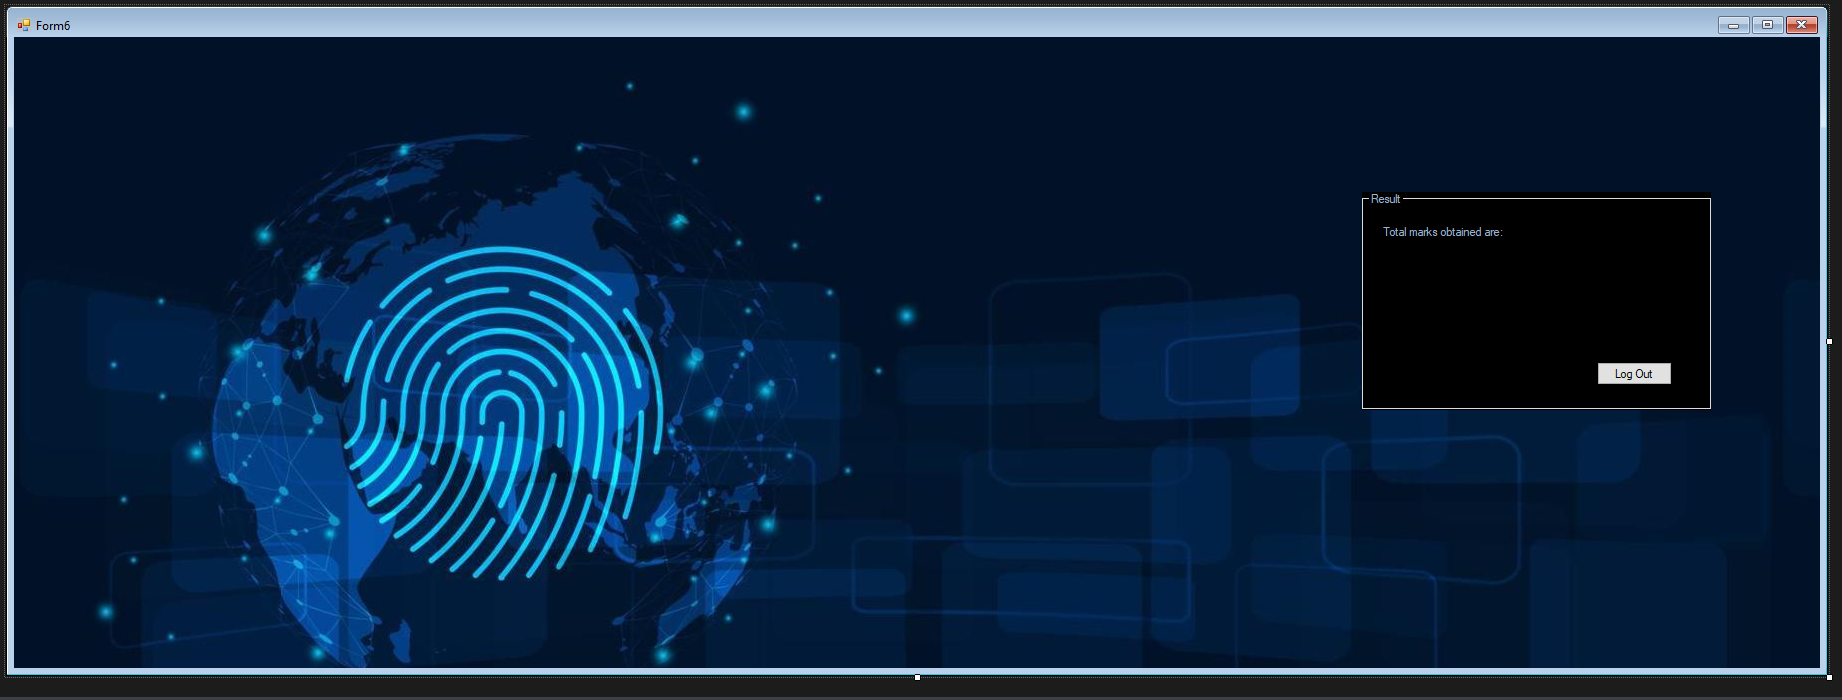 Form6
Result
Total marks obtained are:
Log Out